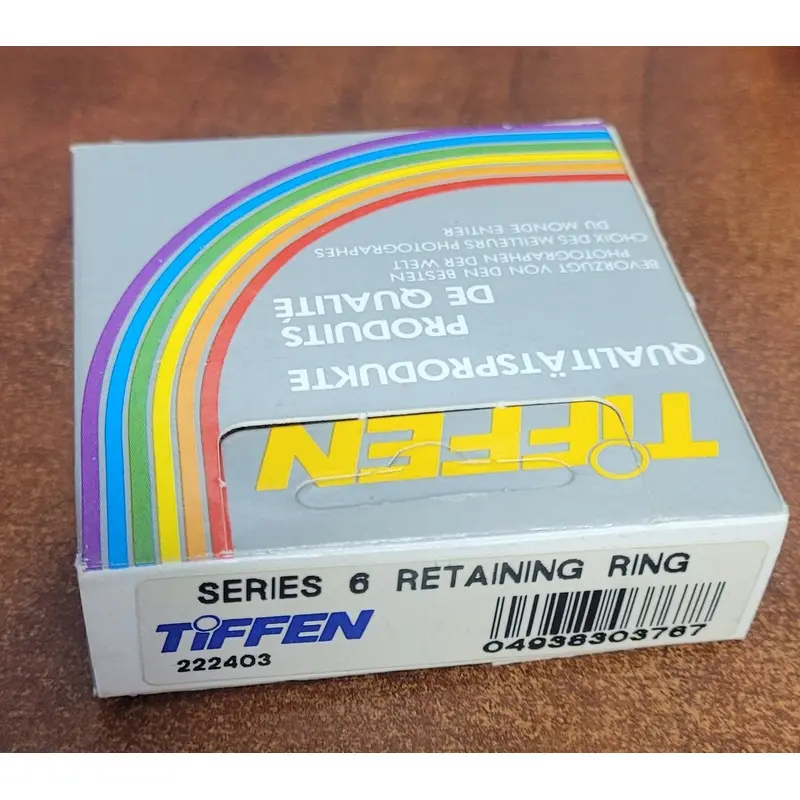 TIFFEN
QUALITÄTSPRODUKTE
PRODUITS
DE QUALITÉ
BEVORZUGT VON DEN BESTEN
PHOTOGRAPHEN DER WELT
CHOIX DES MEILLEURS PHOTOGRAPHES
DU MONDE ENTIER
SERIES 6 RETAINING RING
TIFFEN
222403
04938303767